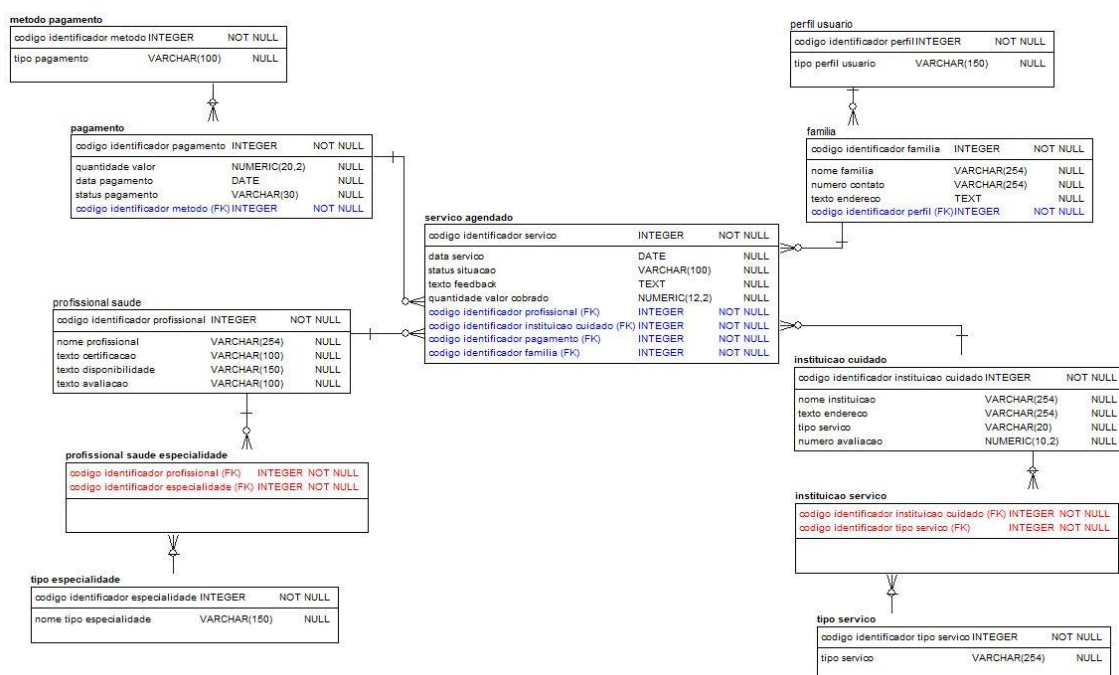 metodo pagamento
codigo identificador metodo INTEGER NOT NULL
tipo pagamento VARCHAR(100) NULL
pagamento
codigo identificador pagamento INTEGER NOT NULL
quantidade valor NUMERIC(20,2) NULL
data pagamento DATE NULL
status pagamento VARCHAR(30) NULL
codigo identificador metodo (FK) INTEGER NOT NULL
profissional saude
codigo identificador profissional INTEGER NOT NULL
nome profissional VARCHAR(254) NULL
texto certificacao VARCHAR(100) NULL
texto disponibilidade VARCHAR(150) NULL
texto avaliacao VARCHAR(100) NULL
profissional saude especialidade
codigo identificador profissional (FK) INTEGER NOT NULL
codigo identificador especialidade (FK) INTEGER NOT NULL
tipo especialidade
codigo identificador especialidade INTEGER NOT NULL
nome tipo especialidade VARCHAR(150) NULL
servico agendado
codigo identificador servico INTEGER NOT NULL
data servico DATE NULL
status situacao VARCHAR(100) NULL
texto feedback TEXT NULL
quantidade valor cobrado NUMERIC(12,2) NULL
codigo identificador profissional (FK) INTEGER NOT NULL
codigo identificador instituicao cuidado (FK) INTEGER NOT NULL
codigo identificador pagamento (FK) INTEGER NOT NULL
codigo identificador familia (FK) INTEGER NOT NULL
perfil usuario
codigo identificador perfil INTEGER NOT NULL
tipo perfil usuario VARCHAR(150) NULL
familia
codigo identificador familia INTEGER NOT NULL
nome familia VARCHAR(254) NULL
numero contato VARCHAR(254) NULL
texto endereco TEXT NULL
codigo identificador perfil (FK) INTEGER NOT NULL
instituicao cuidado
codigo identificador instituicao cuidado INTEGER NOT NULL
nome instituicao VARCHAR(254) NULL
texto endereco VARCHAR(254) NULL
tipo servico VARCHAR(20) NULL
numero avaliacao NUMERIC(10,2) NULL
instituicao servico
codigo identificador instituicao cuidado (FK) INTEGER NOT NULL
codigo identificador tipo servico (FK) INTEGER NOT NULL
tipo servico
codigo identificador tipo servico INTEGER NOT NULL
tipo servico VARCHAR(254) NULL